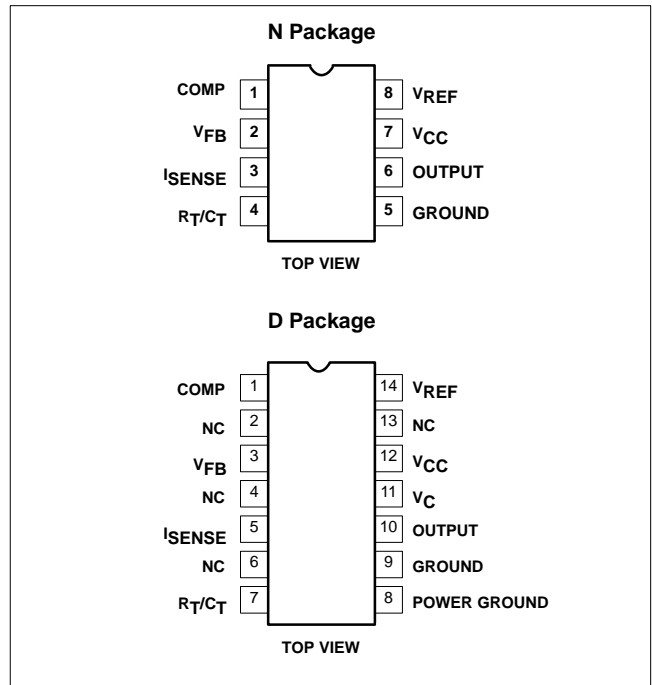 N Package
COMP 1 8 VREF
VFB 2 7 VCC
ISENSE 3 6 OUTPUT
RT/CT 4 5 GROUND
TOP VIEW
D Package
COMP 1 14 VREF
NC 2 13 NC
VFB 3 12 VCC
NC 4 11 VC
ISENSE 5 10 OUTPUT
NC 6 9 GROUND
RT/CT 7 8 POWER GROUND
TOP VIEW